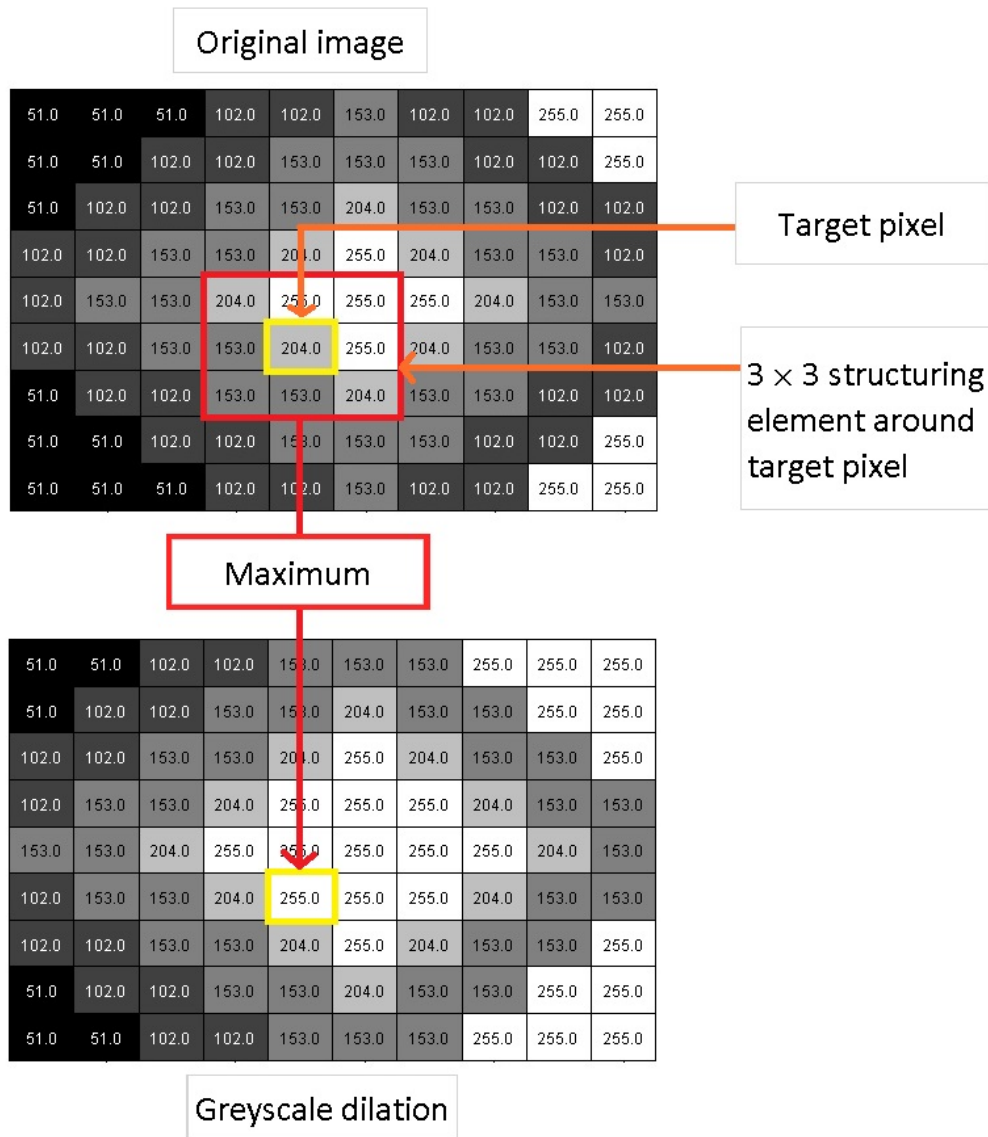 Original image
51.0 51.0 51.0 102.0 102.0 153.0 102.0 102.0 255.0 255.0
51.0 51.0 102.0 102.0 153.0 153.0 153.0 102.0 102.0 255.0
51.0 102.0 102.0 153.0 153.0 204.0 153.0 153.0 102.0 102.0
Target pixel
102.0 102.0 153.0 153.0 204.0 255.0 204.0 153.0 153.0 102.0
102.0 153.0 153.0 204.0 255.0 255.0 255.0 204.0 153.0 153.0
102.0 102.0 153.0 153.0 204.0 255.0 204.0 153.0 153.0 102.0
51.0 102.0 102.0 153.0 153.0 204.0 153.0 153.0 102.0 102.0
51.0 51.0 102.0 102.0 153.0 153.0 153.0 102.0 102.0 255.0
51.0 51.0 51.0 102.0 102.0 153.0 102.0 102.0 255.0 255.0
3 × 3 structuring
element around
target pixel
Maximum
51.0 51.0 102.0 102.0 153.0 153.0 153.0 255.0 255.0 255.0
51.0 102.0 102.0 153.0 153.0 204.0 153.0 153.0 255.0 255.0
102.0 102.0 153.0 153.0 204.0 255.0 204.0 153.0 153.0 255.0
102.0 153.0 153.0 204.0 255.0 255.0 255.0 204.0 153.0 153.0
153.0 153.0 204.0 255.0 255.0 255.0 255.0 255.0 204.0 153.0
102.0 153.0 153.0 204.0 255.0 255.0 255.0 204.0 153.0 153.0
102.0 102.0 153.0 153.0 204.0 255.0 204.0 153.0 153.0 255.0
51.0 102.0 102.0 153.0 153.0 204.0 153.0 153.0 255.0 255.0
51.0 51.0 102.0 102.0 153.0 153.0 153.0 255.0 255.0 255.0
Greyscale dilation